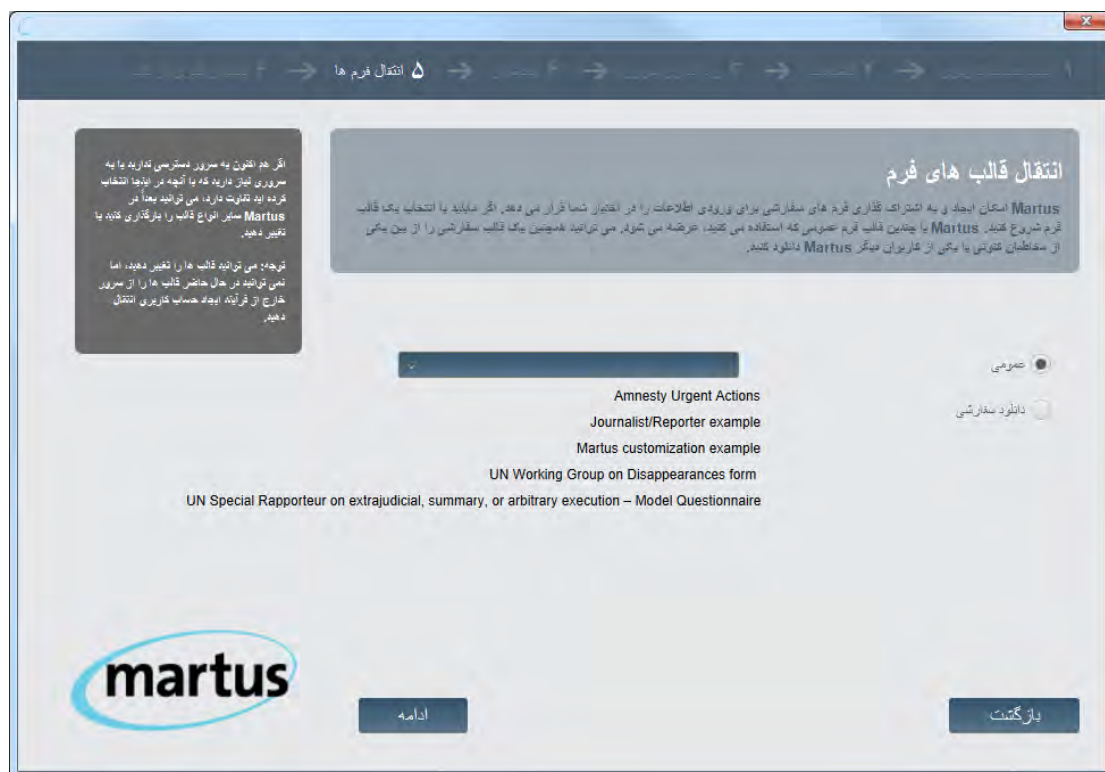 ۵ انتقال فرم ها
انتقال قالب های فرم
Martus امکان ایجاد و به اشتراک گذاری فرم های سفارشی برای ورودی اطلاعات را در اختیار شما قرار می دهد. اگر مایلید با انتخاب یک قالب
فرم شروع کنید. Martus با چندین قالب فرم عمومی که استفاده می کنید، عرضه می شود. می توانید همچنین یک قالب سفارشی را از بین یکی
از مخاطبان کنونی یا یکی از کاربران دیگر Martus دانلود کنید.
اگر هم اکنون به سرور دسترسی ندارید یا به
سروری نیاز دارید که با آنچه در اینجا انتخاب
کرده اید تفاوت دارد، می توانید بعداً در
Martus سایر انواع قالب را بارگذاری کنید یا
تغییر دهید.
توجه: می توانید قالب ها را تغییر دهید، اما
نمی توانید در حال حاضر قالب ها را از سرور
خارج از فرآیند ایجاد حساب کاربری انتقال
دهید.
عمومی
دانلود سفارشی
Amnesty Urgent Actions
Journalist/Reporter example
Martus customization example
UN Working Group on Disappearances form
UN Special Rapporteur on extrajudicial, summary, or arbitrary execution – Model Questionnaire
martus
بازگشت
ادامه